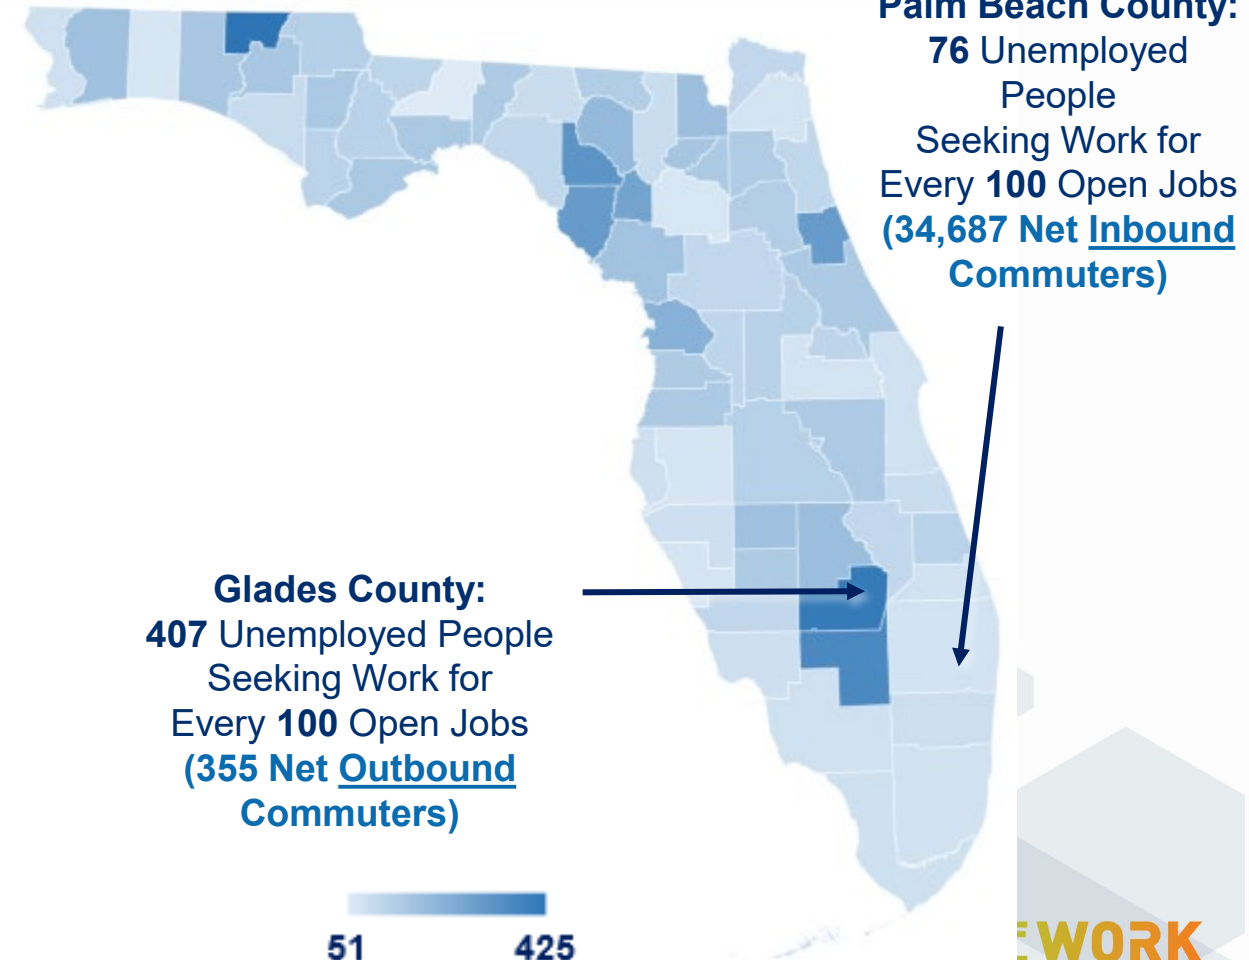 Palm Beach County:
76 Unemployed
People
Seeking Work for
Every 100 Open Jobs
(34,687 Net Inbound
Commuters)
Glades County:
407 Unemployed People
Seeking Work for
Every 100 Open Jobs
(355 Net Outbound
Commuters)
51 425
EWORK